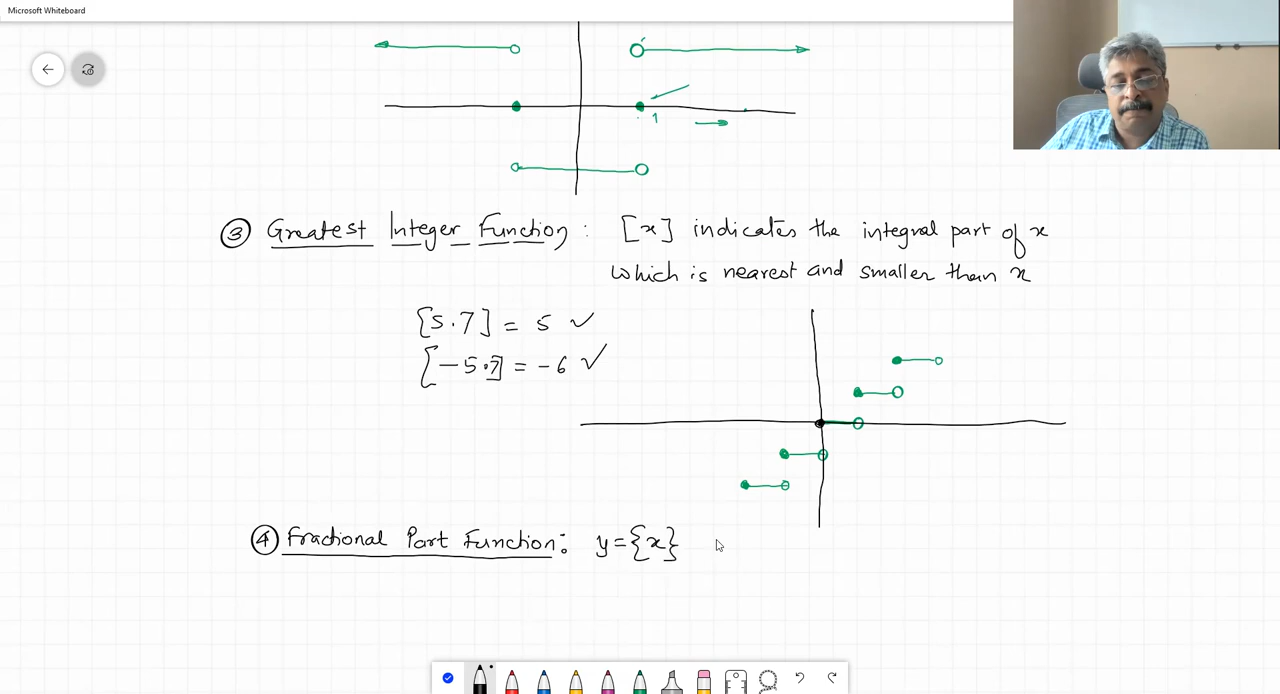 Microsoft Whiteboard
1
③ Greatest Integer Function : [x] indicates the integral part of x
which is nearest and smaller than x
[5.7] = 5 ✓
[-5.7] = -6 ✓
④ Fractional Part Function : y={x}